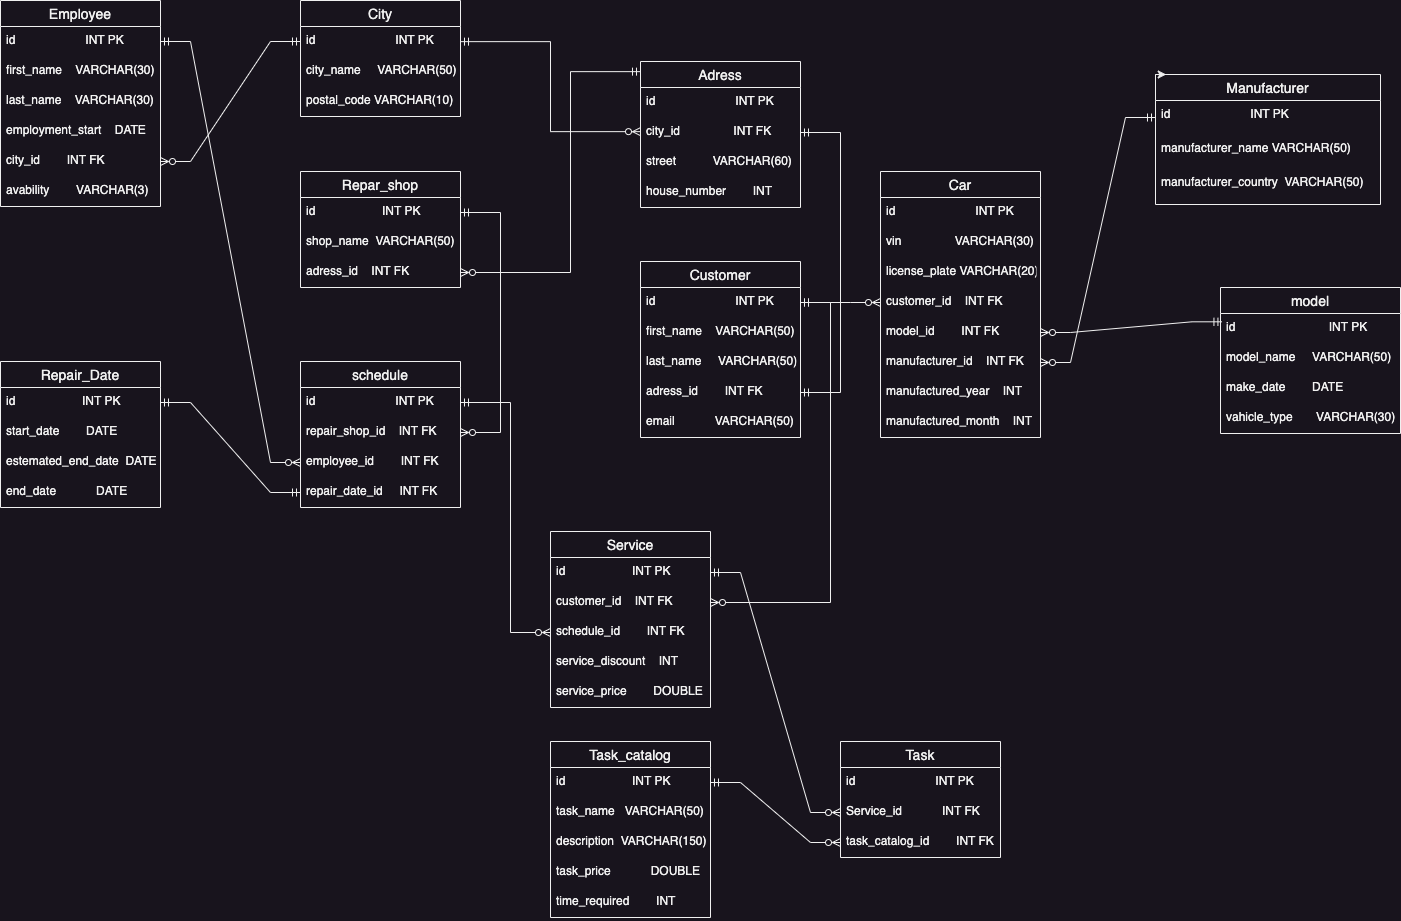 Employee
id INT PK
first_name VARCHAR(30)
last_name VARCHAR(30)
employment_start DATE
city_id INT FK
avability VARCHAR(3)
City
id INT PK
city_name VARCHAR(50)
postal_code VARCHAR(10)
Adress
id INT PK
city_id INT FK
street VARCHAR(60)
house_number INT
Manufacturer
id INT PK
manufacturer_name VARCHAR(50)
manufacturer_country VARCHAR(50)
Repar_shop
id INT PK
shop_name VARCHAR(50)
adress_id INT FK
Car
id INT PK
vin VARCHAR(30)
license_plate VARCHAR(20)
customer_id INT FK
model_id INT FK
manufacturer_id INT FK
manufactured_year INT
manufactured_month INT
Customer
id INT PK
first_name VARCHAR(50)
last_name VARCHAR(50)
adress_id INT FK
email VARCHAR(50)
model
id INT PK
model_name VARCHAR(50)
make_date DATE
vahicle_type VARCHAR(30)
Repair_Date
id INT PK
start_date DATE
estemated_end_date DATE
end_date DATE
schedule
id INT PK
repair_shop_id INT FK
employee_id INT FK
repair_date_id INT FK
Service
id INT PK
customer_id INT FK
schedule_id INT FK
service_discount INT
service_price DOUBLE
Task_catalog
id INT PK
task_name VARCHAR(50)
description VARCHAR(150)
task_price DOUBLE
time_required INT
Task
id INT PK
Service_id INT FK
task_catalog_id INT FK